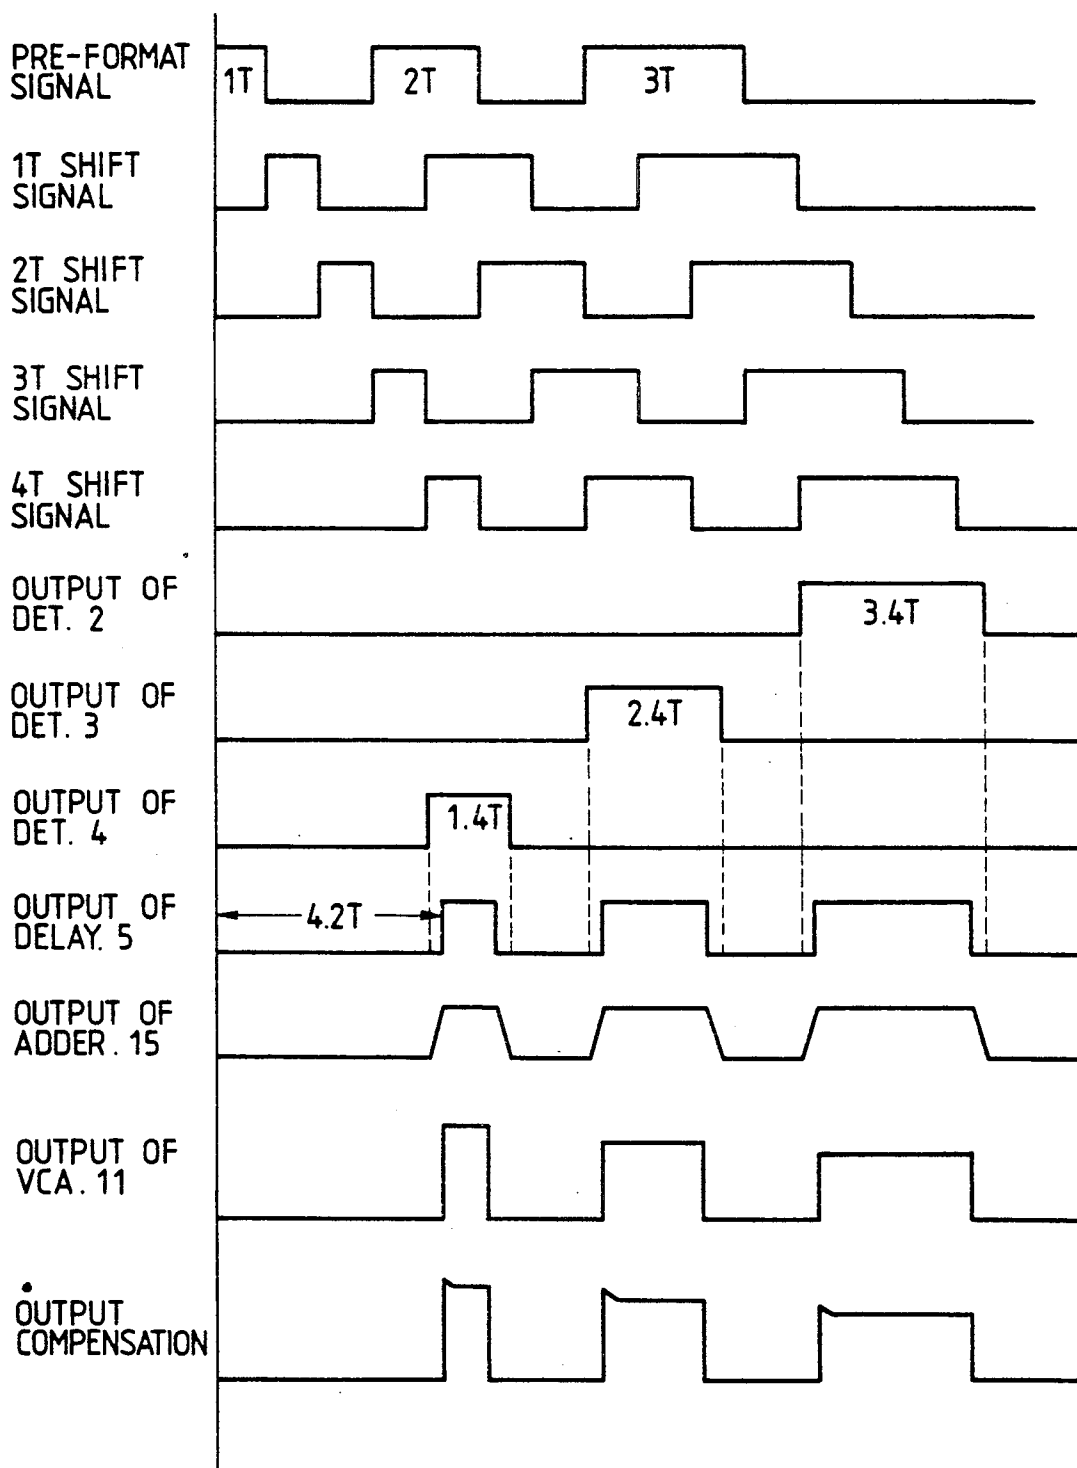 PRE-FORMAT
SIGNAL
1T
2T
3T
1T SHIFT
SIGNAL
2T SHIFT
SIGNAL
3T SHIFT
SIGNAL
4T SHIFT
SIGNAL
OUTPUT OF
DET. 2
3.4T
OUTPUT OF
DET. 3
2.4T
OUTPUT OF
DET. 4
1.4T
OUTPUT OF
DELAY. 5
4.2T
OUTPUT OF
ADDER. 15
OUTPUT OF
VCA. 11
OUTPUT
COMPENSATION